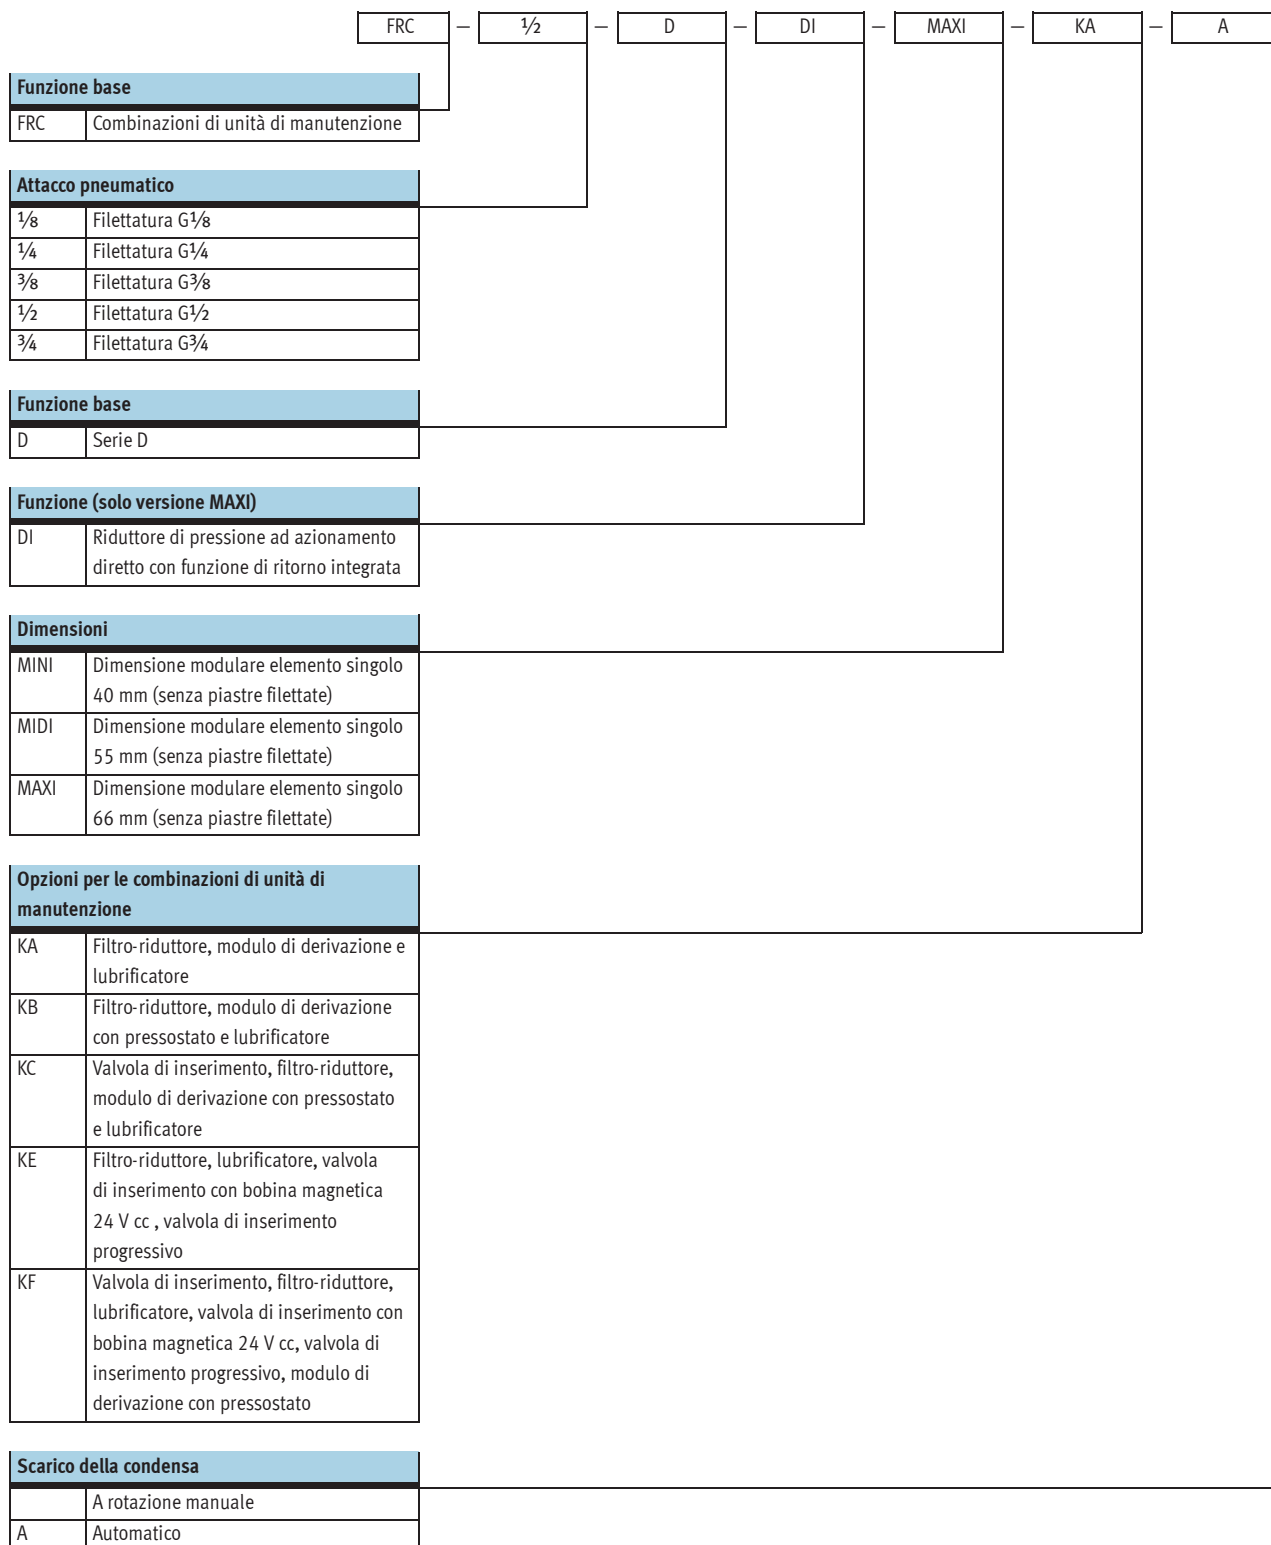 FRC – ½ – D – DI – MAXI – KA – A
Funzione base
FRC Combinazioni di unità di manutenzione
Attacco pneumatico
⅛ Filettatura G⅛
¼ Filettatura G¼
⅜ Filettatura G⅜
½ Filettatura G½
¾ Filettatura G¾
Funzione base
D Serie D
Funzione (solo versione MAXI)
DI Riduttore di pressione ad azionamento
diretto con funzione di ritorno integrata
Dimensioni
MINI Dimensione modulare elemento singolo
40 mm (senza piastre filettate)
MIDI Dimensione modulare elemento singolo
55 mm (senza piastre filettate)
MAXI Dimensione modulare elemento singolo
66 mm (senza piastre filettate)
Opzioni per le combinazioni di unità di
manutenzione
KA Filtro-riduttore, modulo di derivazione e
lubrificatore
KB Filtro-riduttore, modulo di derivazione
con pressostato e lubrificatore
KC Valvola di inserimento, filtro-riduttore,
modulo di derivazione con pressostato
e lubrificatore
KE Filtro-riduttore, lubrificatore, valvola
di inserimento con bobina magnetica
24 V cc , valvola di inserimento
progressivo
KF Valvola di inserimento, filtro-riduttore,
lubrificatore, valvola di inserimento con
bobina magnetica 24 V cc, valvola di
inserimento progressivo, modulo di
derivazione con pressostato
Scarico della condensa
A rotazione manuale
A Automatico